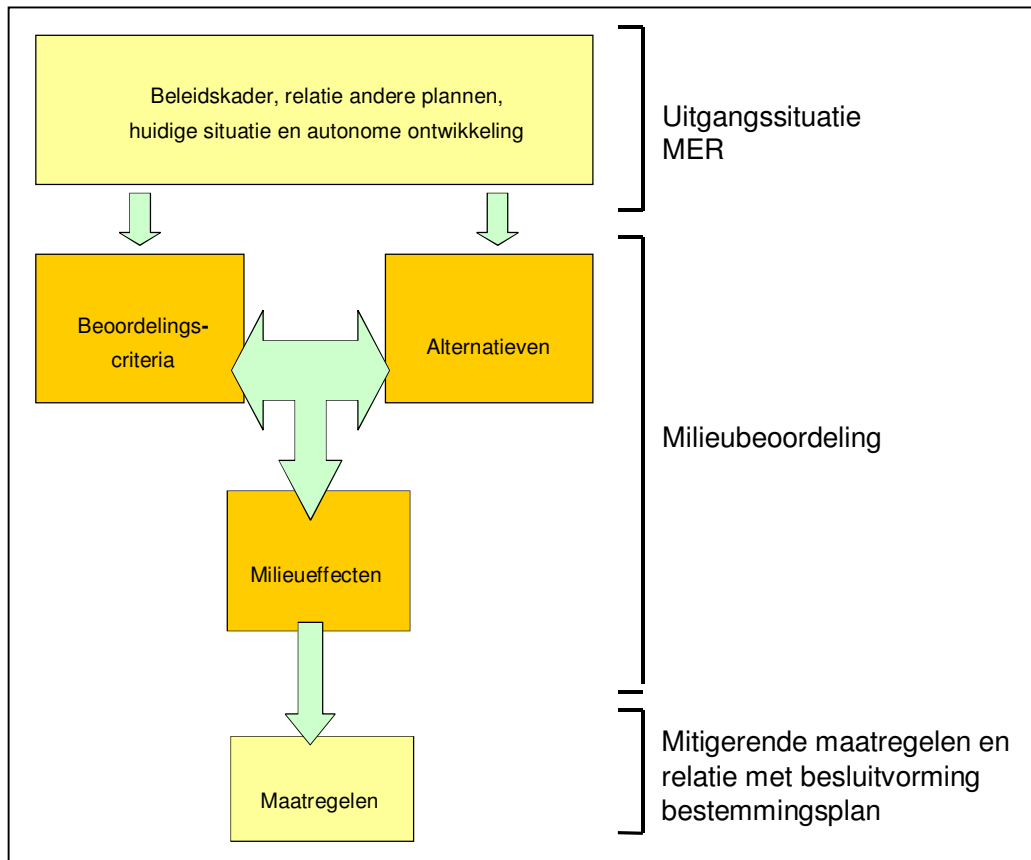 Beleidskader, relatie andere plannen,
huidige situatie en autonome ontwikkeling
Uitgangssituatie
MER
Beoordelings-
criteria
Alternatieven
Milieubeoordeling
Milieueffecten
Maatregelen
Mitigerende maatregelen en
relatie met besluitvorming
bestemmingsplan